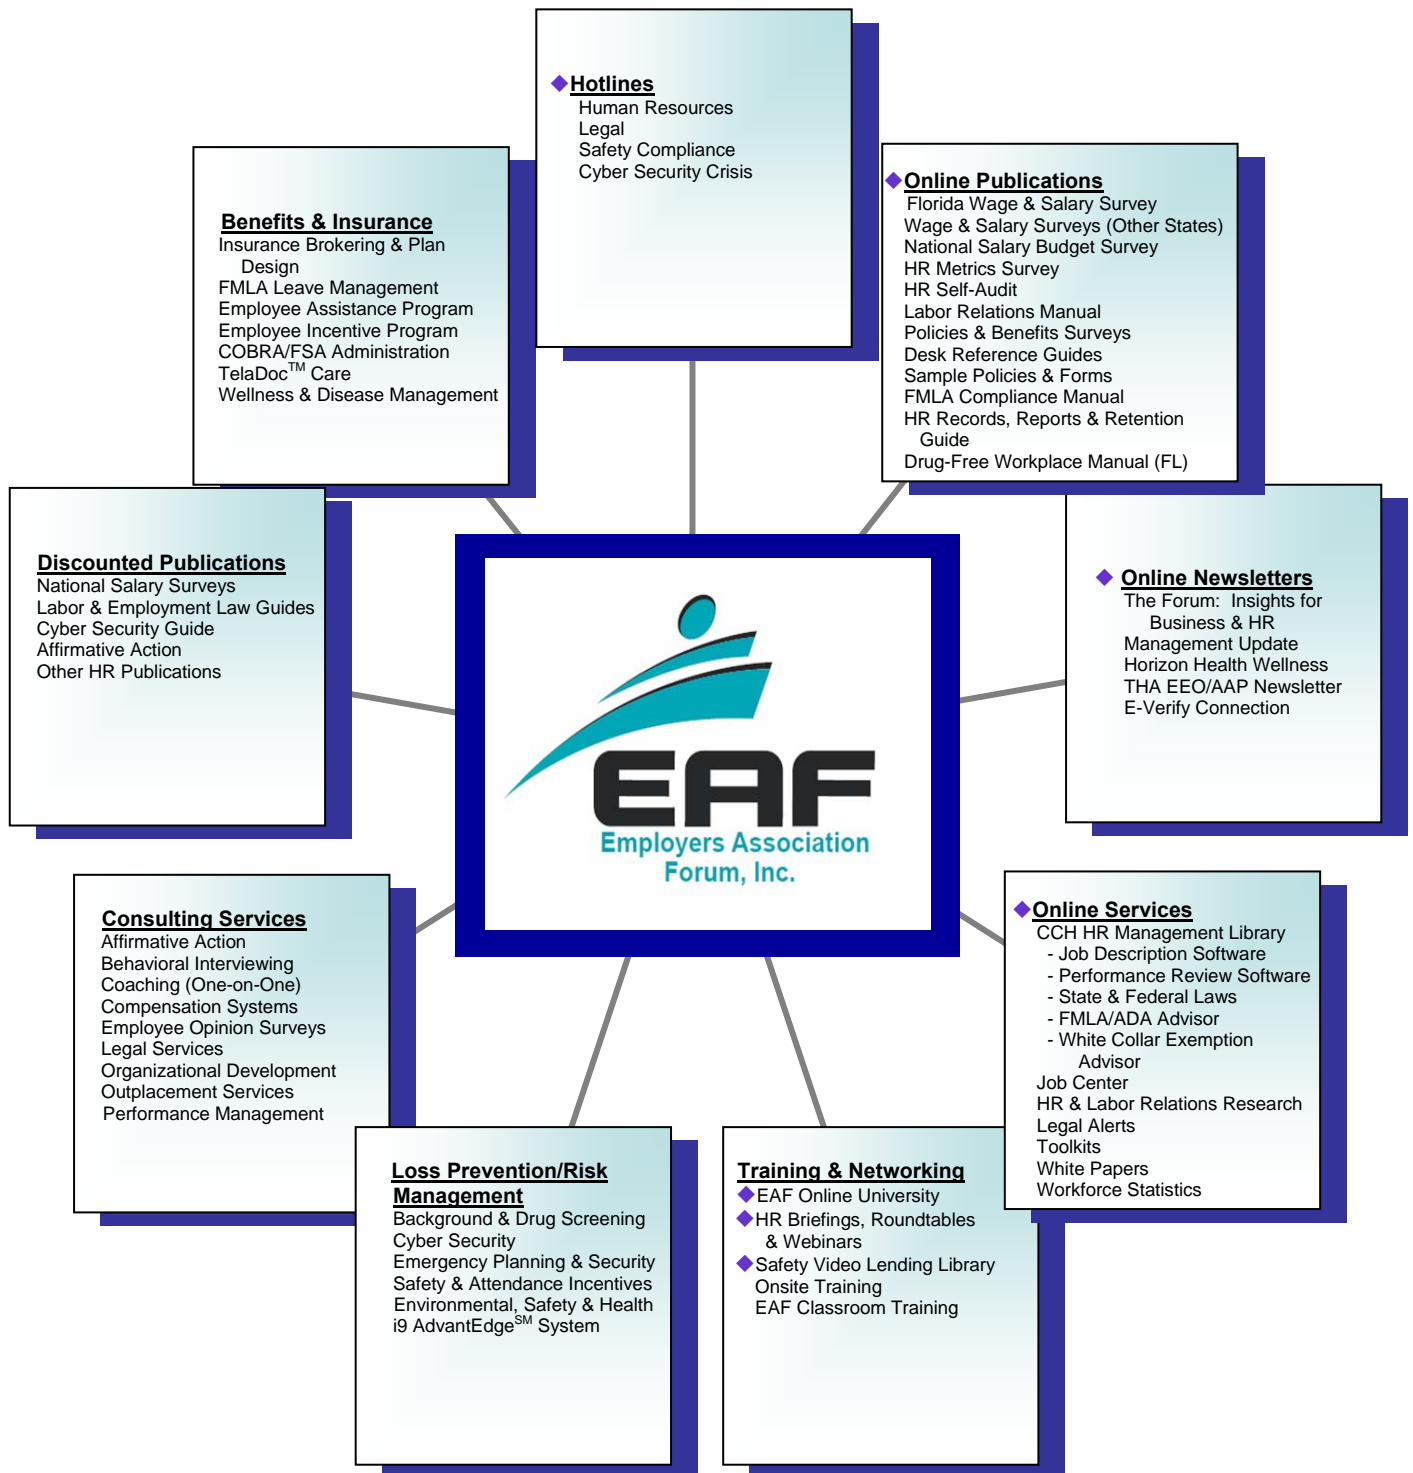 ◆Hotlines
Human Resources
Legal
Safety Compliance
Cyber Security Crisis
◆Online Publications
Florida Wage & Salary Survey
Wage & Salary Surveys (Other States)
National Salary Budget Survey
HR Metrics Survey
HR Self-Audit
Labor Relations Manual
Policies & Benefits Surveys
Desk Reference Guides
Sample Policies & Forms
FMLA Compliance Manual
HR Records, Reports & Retention
Guide
Drug-Free Workplace Manual (FL)
Benefits & Insurance
Insurance Brokering & Plan
Design
FMLA Leave Management
Employee Assistance Program
Employee Incentive Program
COBRA/FSA Administration
TelaDoc™ Care
Wellness & Disease Management
Discounted Publications
National Salary Surveys
Labor & Employment Law Guides
Cyber Security Guide
Affirmative Action
Other HR Publications
◆ Online Newsletters
The Forum: Insights for
Business & HR
Management Update
Horizon Health Wellness
THA EEO/AAP Newsletter
E-Verify Connection
EAF
Employers Association
Forum, Inc.
Consulting Services
Affirmative Action
Behavioral Interviewing
Coaching (One-on-One)
Compensation Systems
Employee Opinion Surveys
Legal Services
Organizational Development
Outplacement Services
Performance Management
◆Online Services
CCH HR Management Library
- Job Description Software
- Performance Review Software
- State & Federal Laws
- FMLA/ADA Advisor
- White Collar Exemption
Advisor
Job Center
HR & Labor Relations Research
Legal Alerts
Toolkits
White Papers
Workforce Statistics
Loss Prevention/Risk
Management
Background & Drug Screening
Cyber Security
Emergency Planning & Security
Safety & Attendance Incentives
Environmental, Safety & Health
i9 AdvantEdge℠ System
Training & Networking
◆EAF Online University
◆HR Briefings, Roundtables
& Webinars
◆Safety Video Lending Library
Onsite Training
EAF Classroom Training